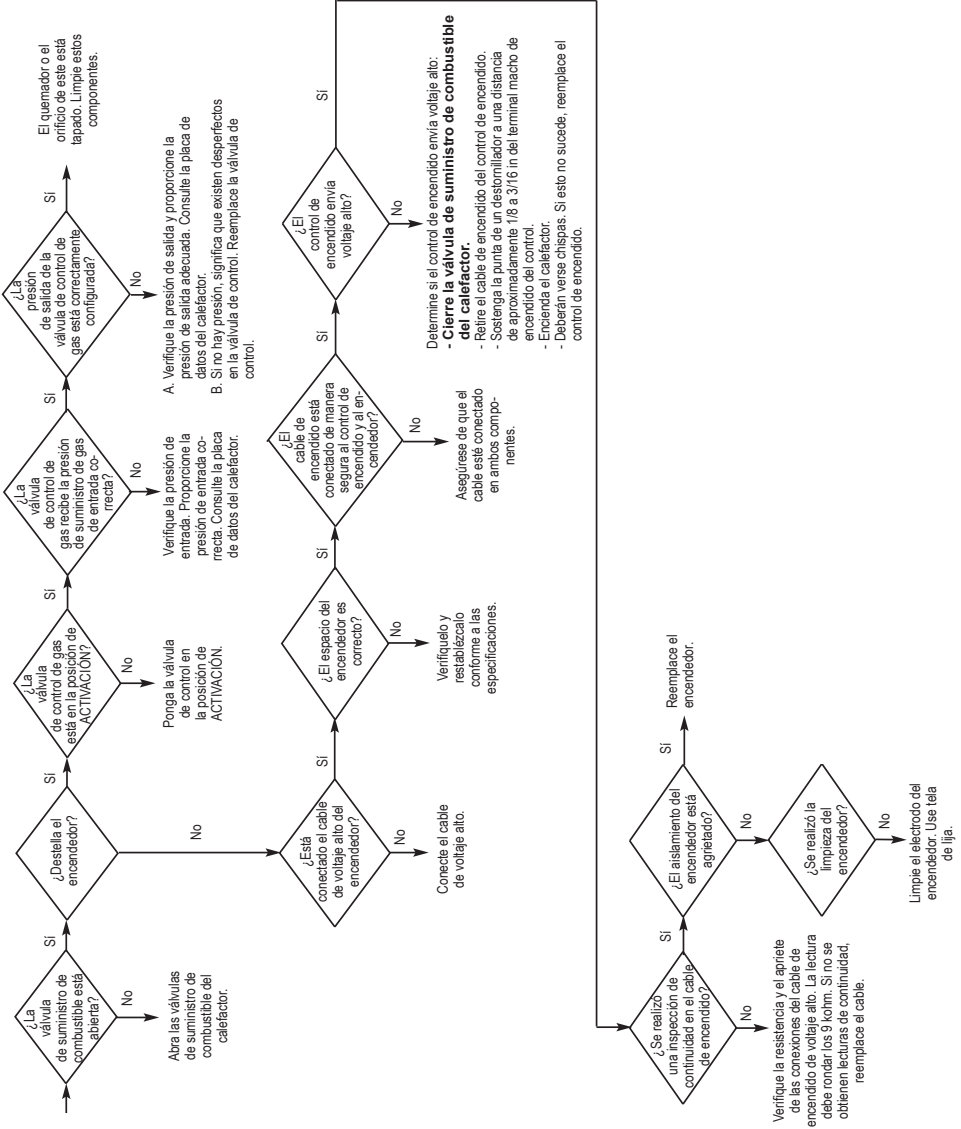 ¿La
válvula
de suministro de
combustible está
abierta?
Sí
No
Abra las válvulas
de suministro de
combustible del
calefactor.
¿Destella el
encendedor?
Sí
No
¿La
válvula
de control de gas
está en la posición de
ACTIVACIÓN?
Sí
No
Ponga la válvula
de control en
la posición de
ACTIVACIÓN.
¿La
válvula
de control de
gas recibe la presión
de suministro de gas
de entrada co-
rrecta?
Sí
No
Verifique la presión de
entrada. Proporcione la
presión de entrada co-
rrecta. Consulte la placa
de datos del calefactor.
¿La
presión
de salida de la
válvula de control de
gas está correctamente
configurada?
Sí
No
A. Verifique la presión de salida y proporcione la
presión de salida adecuada. Consulte la placa de
datos del calefactor.
B. Si no hay presión, significa que existen desperfectos
en la válvula de control. Reemplace la válvula de
control.
El quemador o el
orificio de este está
tapado. Limpie estos
componentes.
¿Está
conectado el cable
de voltaje alto del
encendedor?
Sí
No
Conecte el cable
de voltaje alto.
¿El espacio del
encendedor es
correcto?
Sí
No
Verifíquelo y
restablézcalo
conforme a las
especificaciones.
¿El
cable de
encendido está
conectado de manera
segura al control de
encendido y al en-
cendedor?
Sí
No
Asegúrese de que el
cable esté conectado
en ambos compo-
nentes.
¿El
control de
encendido envía
voltaje alto?
Sí
No
Determine si el control de encendido envía voltaje alto:
- Cierre la válvula de suministro de combustible
del calefactor.
- Retire el cable de encendido del control de encendido.
- Sostenga la punta de un destornillador a una distancia
de aproximadamente 1/8 a 3/16 in del terminal macho de
encendido del control.
- Encienda el calefactor.
- Deberán verse chispas. Si esto no sucede, reemplace el
control de encendido.
¿Se realizó
una inspección de
continuidad en el cable
de encendido?
Sí
No
Verifique la resistencia y el apriete
de las conexiones del cable de
encendido de voltaje alto. La lectura
debe rondar los 9 kohm. Si no se
obtienen lecturas de continuidad,
reemplace el cable.
¿El aislamiento del
encendedor está
agrietado?
Sí
No
Reemplace el
encendedor.
¿Se realizó la
limpieza del
encendedor?
No
Limpie el electrodo del
encendedor. Use tela
de lija.